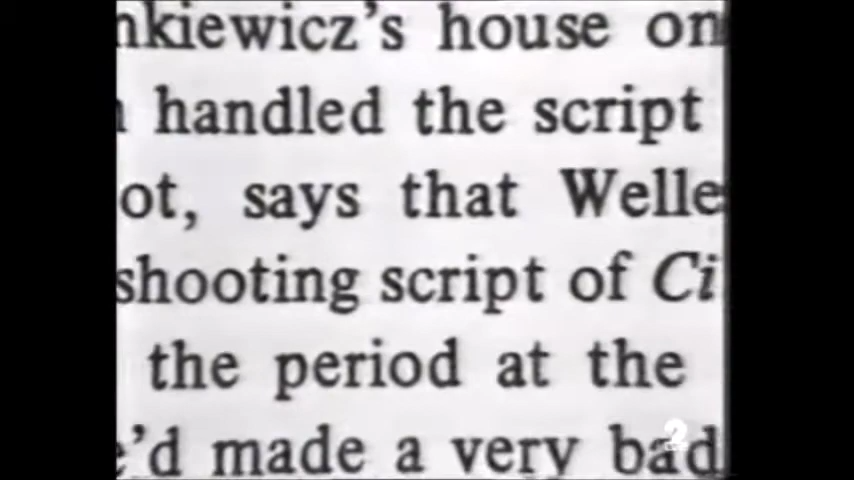 nkiewicz's house on
handled the script
ot, says that Welle
shooting script of Ci
the period at the
'd made a very bad
2